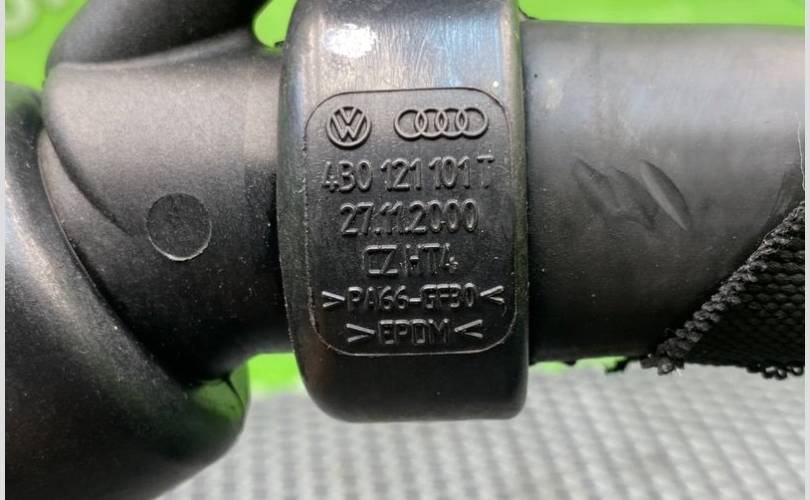 4B0 121 101 T
27.11.2000
CZ HT4
>PA66-GF30<
>EPDM<